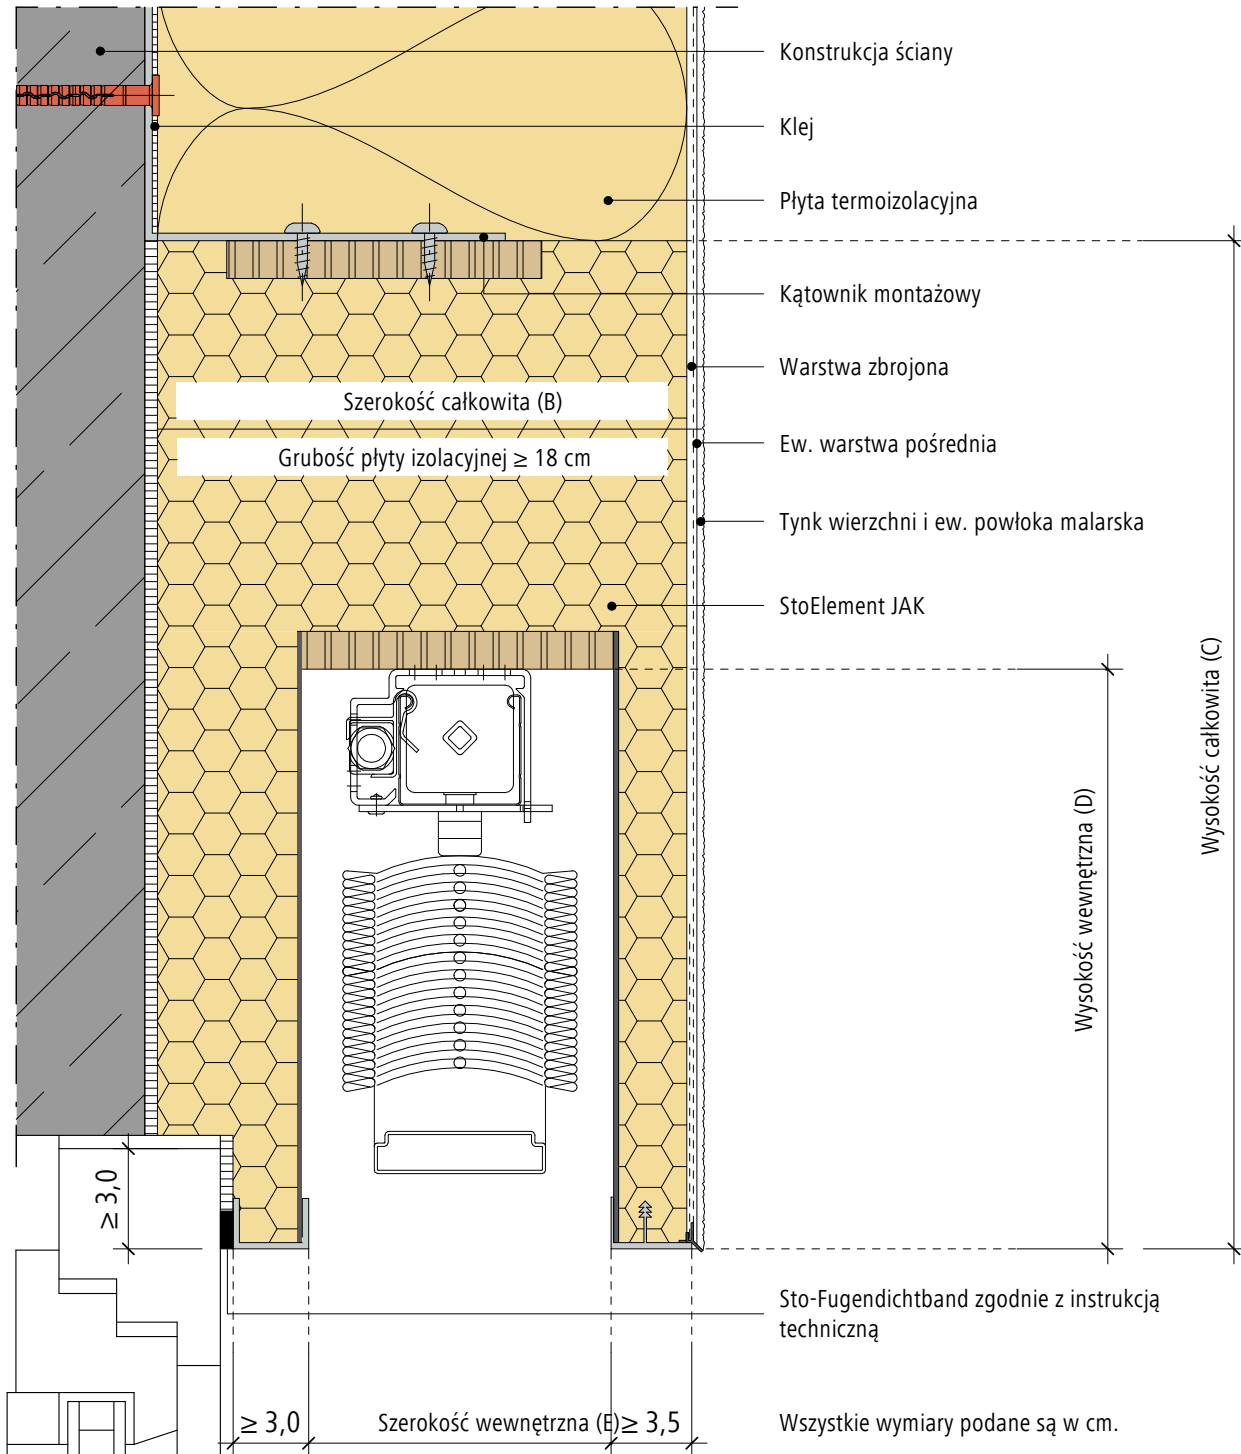 Konstrukcja ściany
Klej
Płyta termoizolacyjna
Kątownik montażowy
Warstwa zbrojona
Szerokość całkowita (B)
Ew. warstwa pośrednia
Grubość płyty izolacyjnej ≥ 18 cm
Tynk wierzchni i ew. powłoka malarska
StoElement JAK
Wysokość całkowita (C)
Wysokość wewnętrzna (D)
≥ 3,0
Sto-Fugendichtband zgodnie z instrukcją
techniczną
≥ 3,0
Szerokość wewnętrzna (E)
≥ 3,5
Wszystkie wymiary podane są w cm.